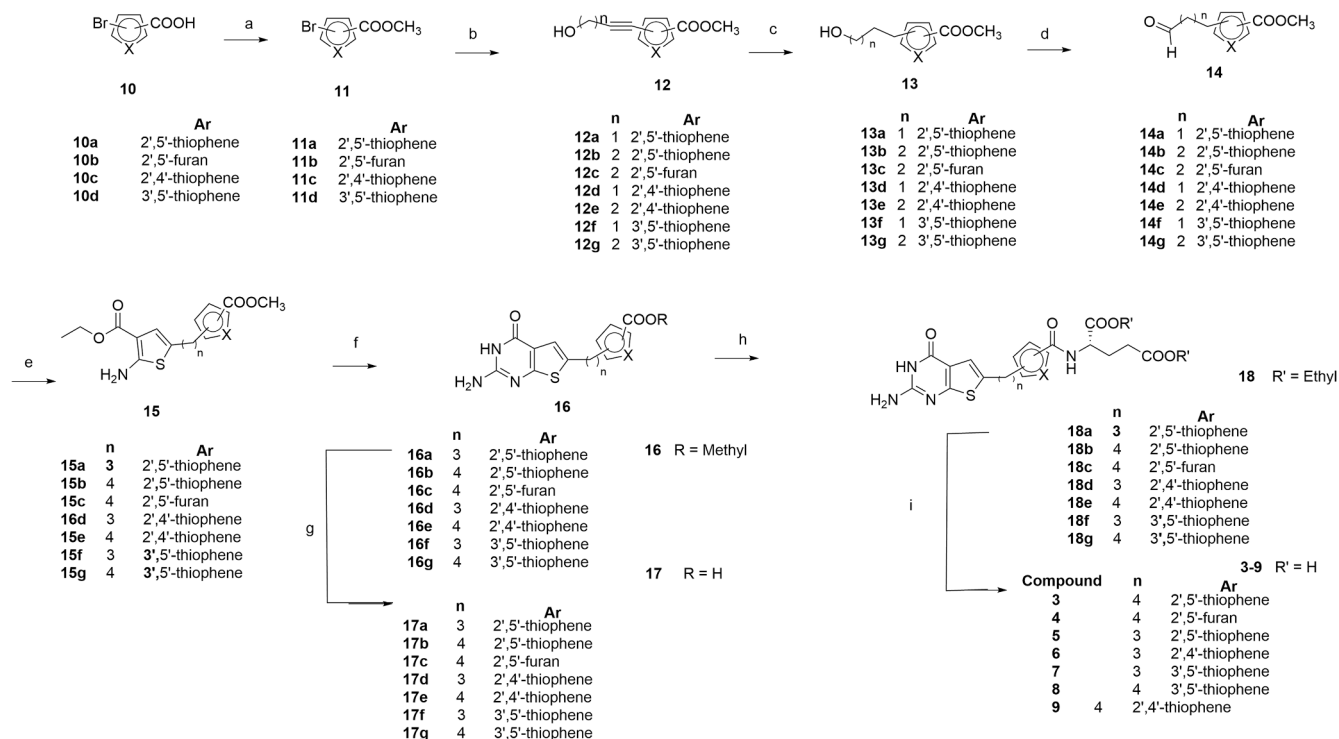 Br
COOH
X
10
a
Br
COOCH3
X
11
b
HO
n
COOCH3
X
12
c
HO
n
COOCH3
X
13
d
O
H
n
COOCH3
X
14
Ar
10a 2',5'-thiophene
10b 2',5'-furan
10c 2',4'-thiophene
10d 3',5'-thiophene
Ar
11a 2',5'-thiophene
11b 2',5'-furan
11c 2',4'-thiophene
11d 3',5'-thiophene
n Ar
12a 1 2',5'-thiophene
12b 2 2',5'-thiophene
12c 2 2',5'-furan
12d 1 2',4'-thiophene
12e 2 2',4'-thiophene
12f 1 3',5'-thiophene
12g 2 3',5'-thiophene
n Ar
13a 1 2',5'-thiophene
13b 2 2',5'-thiophene
13c 2 2',5'-furan
13d 1 2',4'-thiophene
13e 2 2',4'-thiophene
13f 1 3',5'-thiophene
13g 2 3',5'-thiophene
n Ar
14a 1 2',5'-thiophene
14b 2 2',5'-thiophene
14c 2 2',5'-furan
14d 1 2',4'-thiophene
14e 2 2',4'-thiophene
14f 1 3',5'-thiophene
14g 2 3',5'-thiophene
e
O
O
H2N
S
n
X
COOCH3
15
f
O
HN
H2N
N
S
n
X
COOR
16
h
O
HN
H2N
N
S
n
X
O
N
H
COOR'
COOR'
18 R' = Ethyl
n Ar
15a 3 2',5'-thiophene
15b 4 2',5'-thiophene
15c 4 2',5'-furan
16d 3 2',4'-thiophene
15e 4 2',4'-thiophene
15f 3 3',5'-thiophene
15g 4 3',5'-thiophene
g
n Ar
16a 3 2',5'-thiophene
16b 4 2',5'-thiophene
16c 4 2',5'-furan
16d 3 2',4'-thiophene
16e 4 2',4'-thiophene
16f 3 3',5'-thiophene
16g 4 3',5'-thiophene
16 R = Methyl
17 R = H
n Ar
17a 3 2',5'-thiophene
17b 4 2',5'-thiophene
17c 4 2',5'-furan
17d 3 2',4'-thiophene
17e 4 2',4'-thiophene
17f 3 3',5'-thiophene
17g 4 3',5'-thiophene
i
n Ar
18a 3 2',5'-thiophene
18b 4 2',5'-thiophene
18c 4 2',5'-furan
18d 3 2',4'-thiophene
18e 4 2',4'-thiophene
18f 3 3',5'-thiophene
18g 4 3',5'-thiophene
3-9 R' = H
Compound n Ar
3 4 2',5'-thiophene
4 4 2',5'-furan
5 3 2',5'-thiophene
6 3 2',4'-thiophene
7 3 3',5'-thiophene
8 4 3',5'-thiophene
9 4 2',4'-thiophene